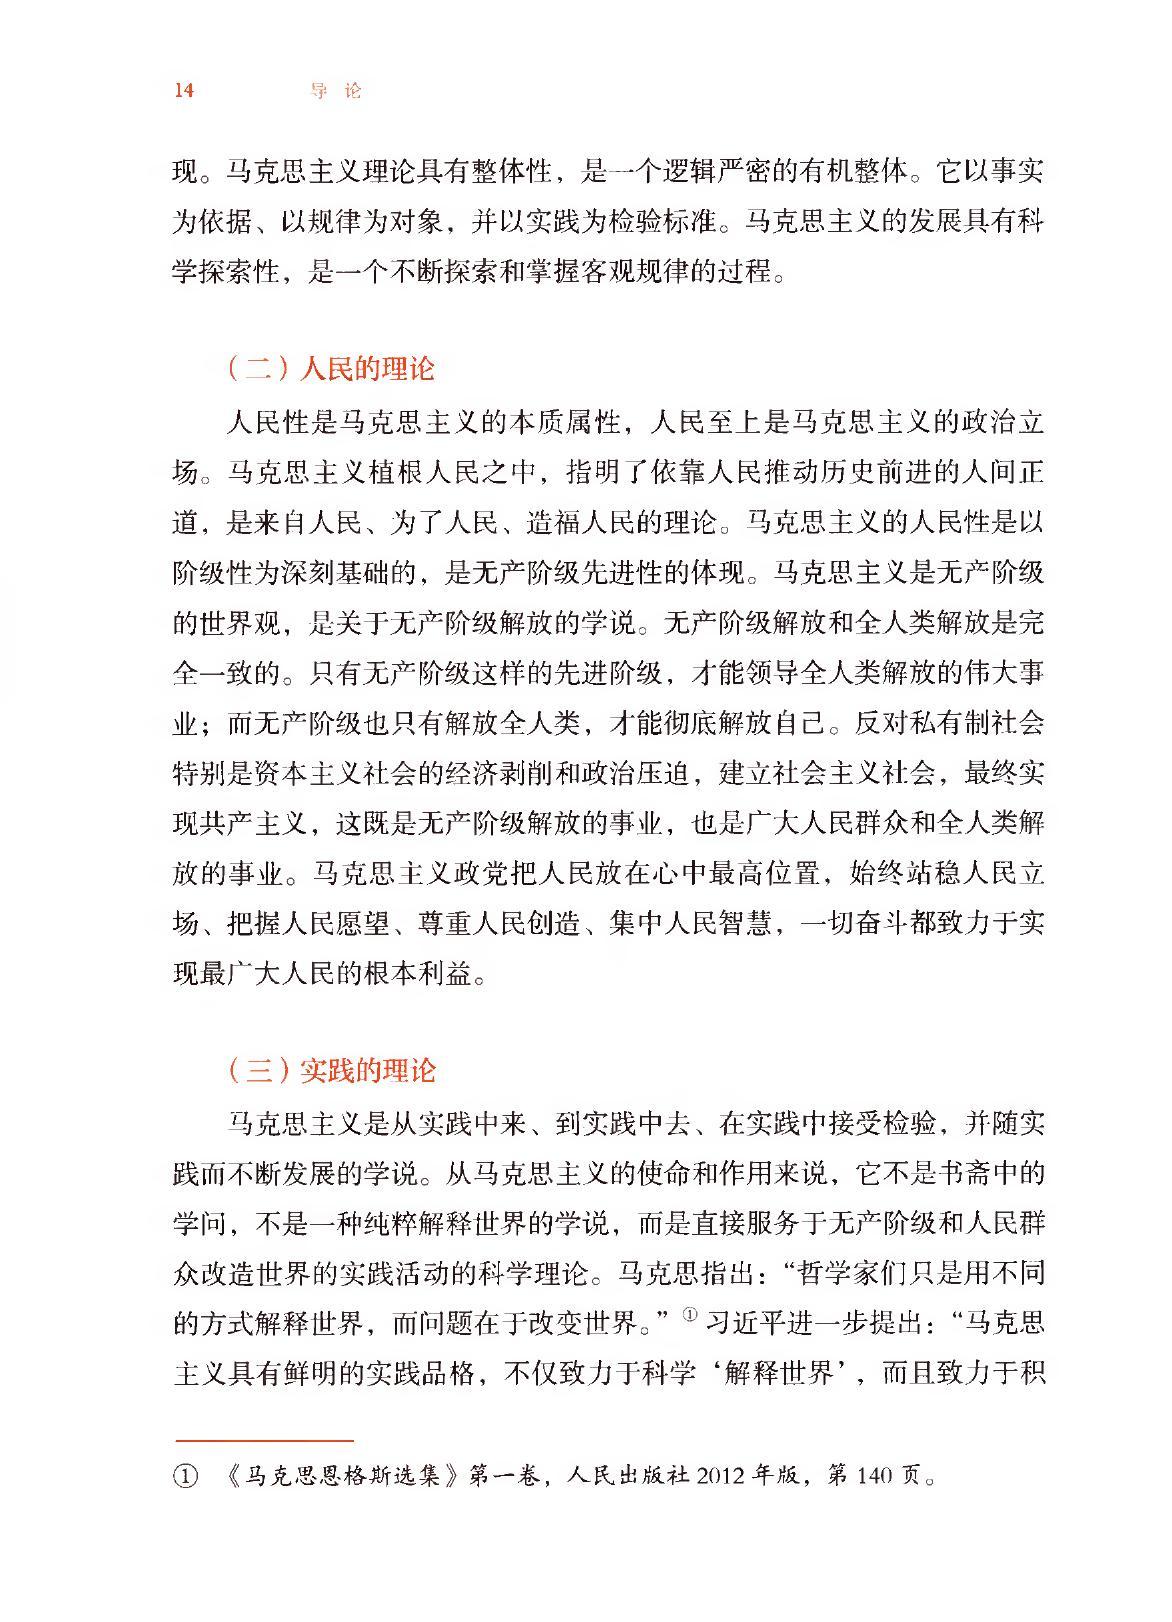 14 导 论
现。马克思主义理论具有整体性，是一个逻辑严密的有机整体。它以事实
为依据、以规律为对象，并以实践为检验标准。马克思主义的发展具有科
学探索性，是一个不断探索和掌握客观规律的过程。
（二）人民的理论
人民性是马克思主义的本质属性，人民至上是马克思主义的政治立
场。马克思主义植根人民之中，指明了依靠人民推动历史前进的人间正
道，是来自人民、为了人民、造福人民的理论。马克思主义的人民性是以
阶级性为深刻基础的，是无产阶级先进性的体现。马克思主义是无产阶级
的世界观，是关于无产阶级解放的学说。无产阶级解放和全人类解放是完
全一致的。只有无产阶级这样的先进阶级，才能领导全人类解放的伟大事
业；而无产阶级也只有解放全人类，才能彻底解放自己。反对私有制社会
特别是资本主义社会的经济剥削和政治压迫，建立社会主义社会，最终实
现共产主义，这既是无产阶级解放的事业，也是广大人民群众和全人类解
放的事业。马克思主义政党把人民放在心中最高位置，始终站稳人民立
场、把握人民愿望、尊重人民创造、集中人民智慧，一切奋斗都致力于实
现最广大人民的根本利益。
（三）实践的理论
马克思主义是从实践中来、到实践中去、在实践中接受检验，并随实
践而不断发展的学说。从马克思主义的使命和作用来说，它不是书斋中的
学问，不是一种纯粹解释世界的学说，而是直接服务于无产阶级和人民群
众改造世界的实践活动的科学理论。马克思指出：“哲学家们只是用不同
的方式解释世界，而问题在于改变世界。”①习近平进一步提出：“马克思
主义具有鲜明的实践品格，不仅致力于科学‘解释世界’，而且致力于积
① 《马克思恩格斯选集》第一卷，人民出版社 2012 年版，第 140 页。